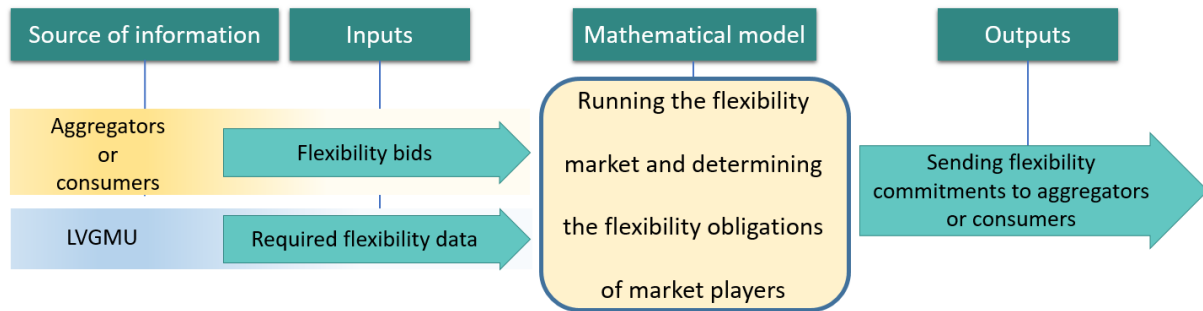 Source of information
Inputs
Mathematical model
Outputs
Aggregators
or
consumers
Flexibility bids
LVGMU
Required flexibility data
Running the flexibility
market and determining
the flexibility obligations
of market players
Sending flexibility
commitments to aggregators
or consumers